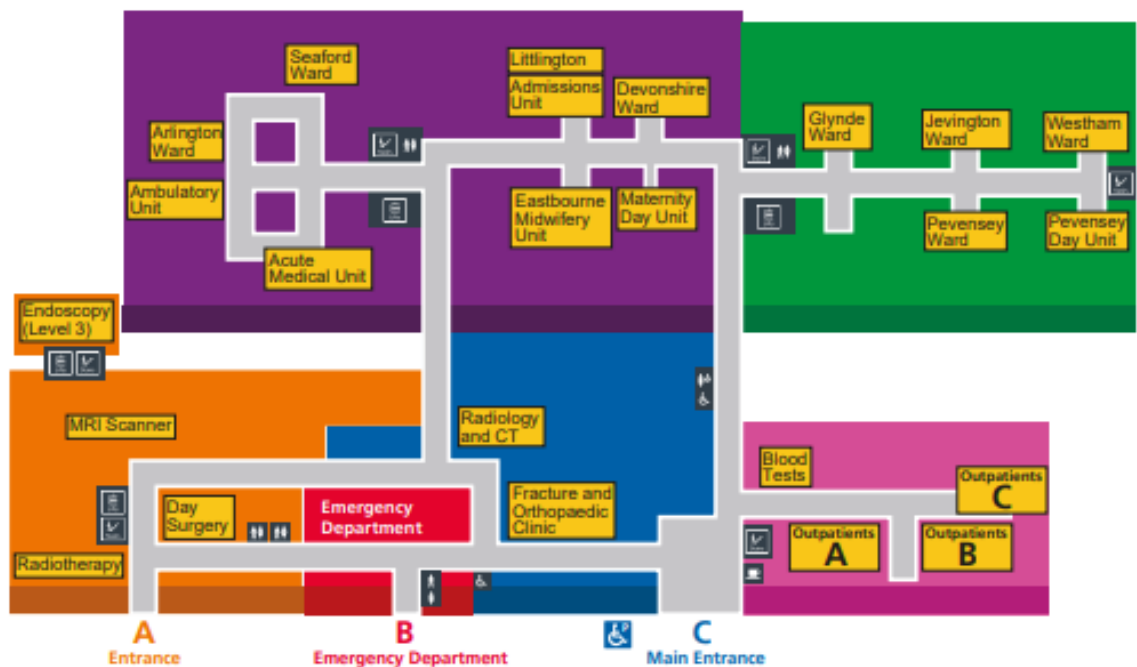 Seaford
Ward
Littlington
Admissions
Unit
Devonshire
Ward
Glynde
Ward
Jevington
Ward
Westham
Ward
Arlington
Ward
Ambulatory
Unit
Eastbourne
Midwifery
Unit
Maternity
Day Unit
Pevensey
Ward
Pevensey
Day Unit
Acute
Medical Unit
Endoscopy
(Level 3)
MRI Scanner
Radiology
and CT
Blood
Tests
Outpatients
C
Day
Surgery
Emergency
Department
Fracture and
Orthopaedic
Clinic
Outpatients
A
Outpatients
B
Radiotherapy
A
Entrance
B
Emergency Department
P
C
Main Entrance